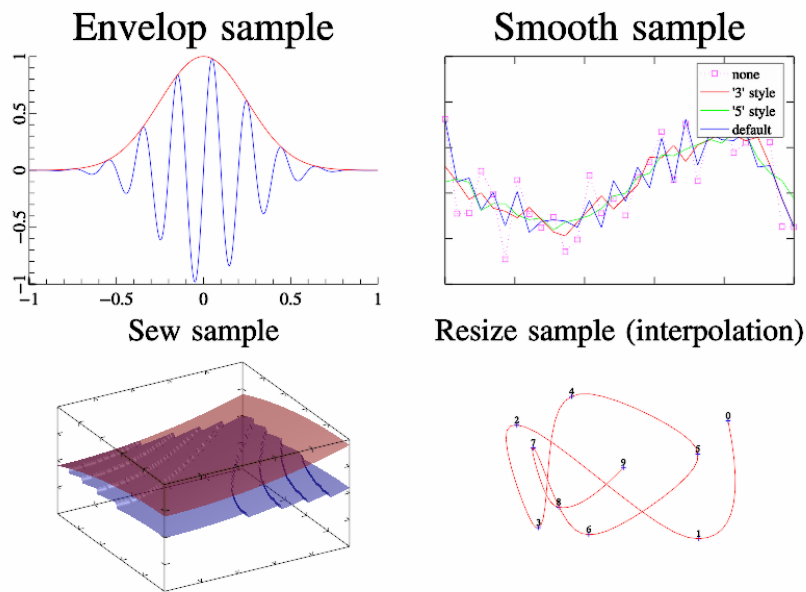 Envelop sample
Smooth sample
1
0.5
0
−0.5
−1
−1
−0.5
0
0.5
1
none
'3' style
'5' style
default
Sew sample
Resize sample (interpolation)
4
0
2
7
5
9
8
3
6
1